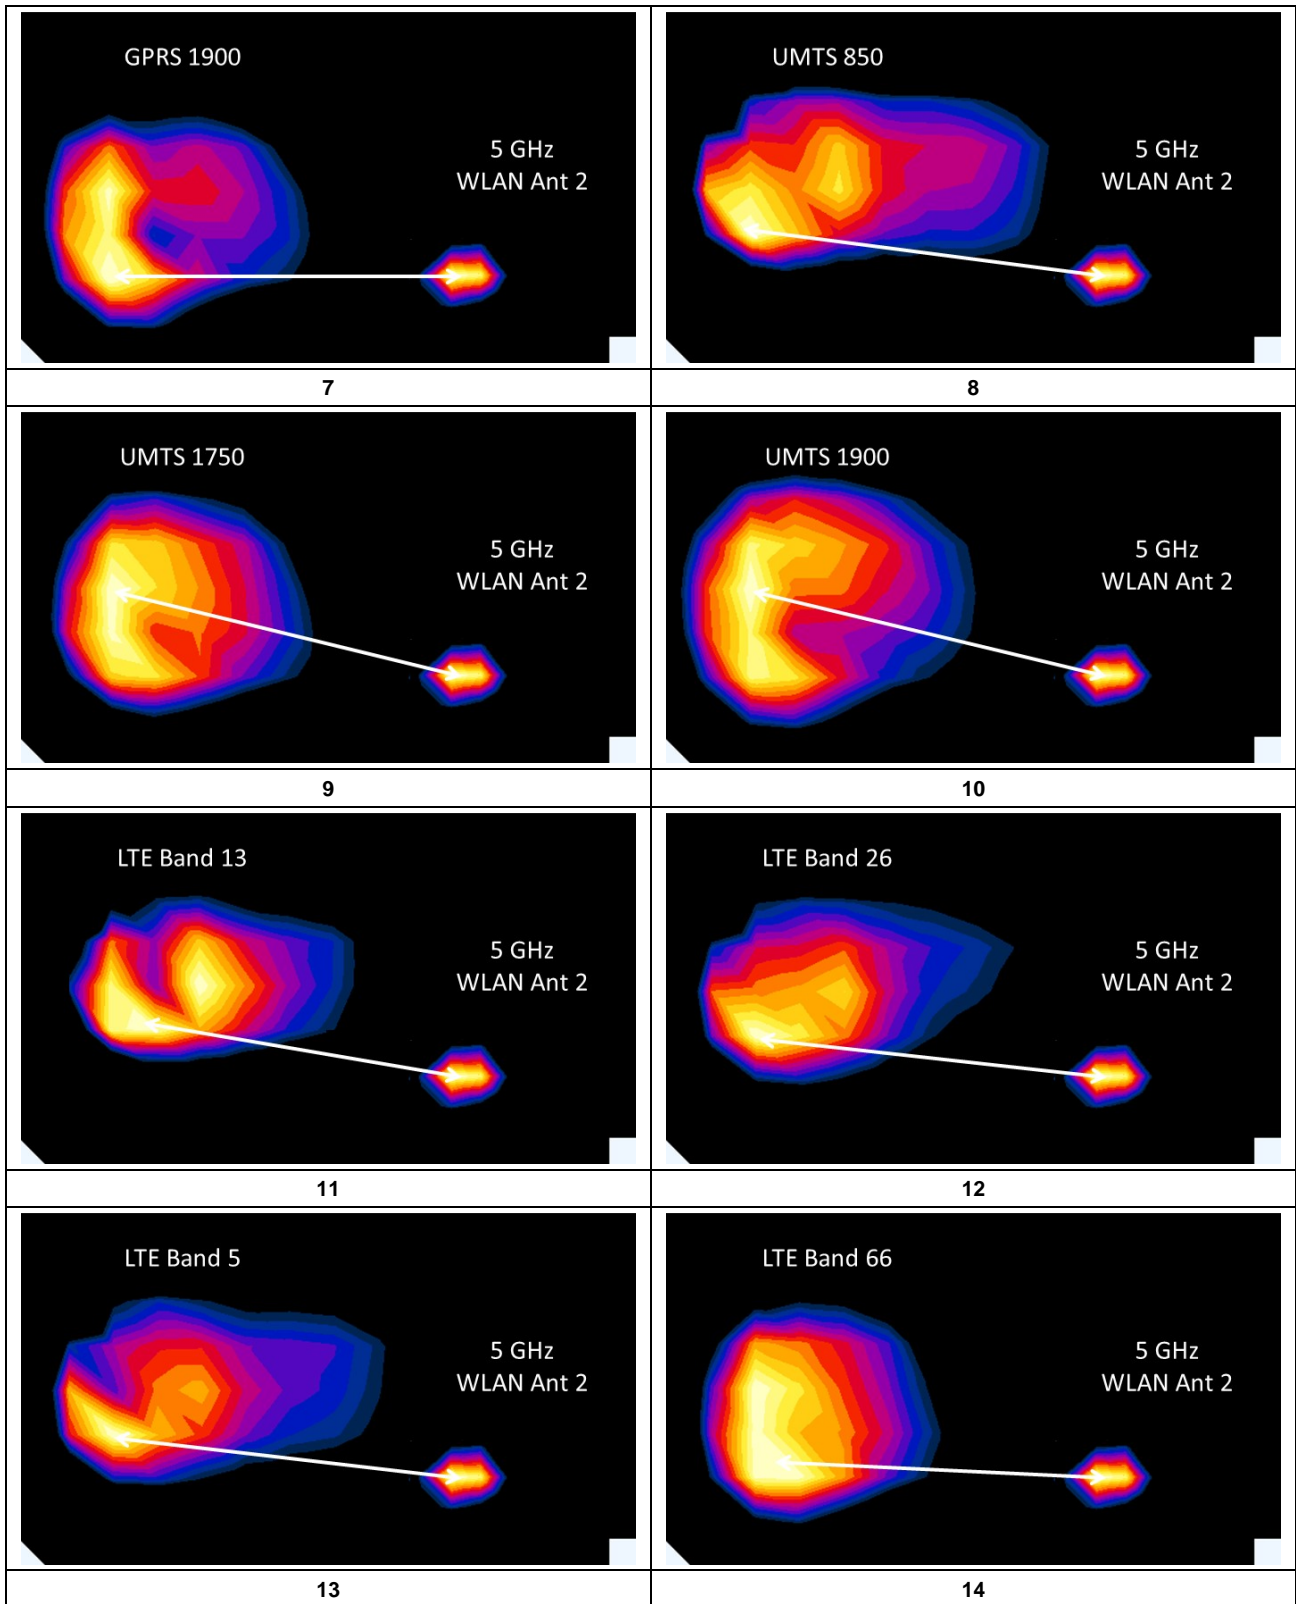 GPRS 1900
5 GHz
WLAN Ant 2
UMTS 850
5 GHz
WLAN Ant 2
7
8
UMTS 1750
5 GHz
WLAN Ant 2
UMTS 1900
5 GHz
WLAN Ant 2
9
10
LTE Band 13
5 GHz
WLAN Ant 2
LTE Band 26
5 GHz
WLAN Ant 2
11
12
LTE Band 5
5 GHz
WLAN Ant 2
LTE Band 66
5 GHz
WLAN Ant 2
13
14